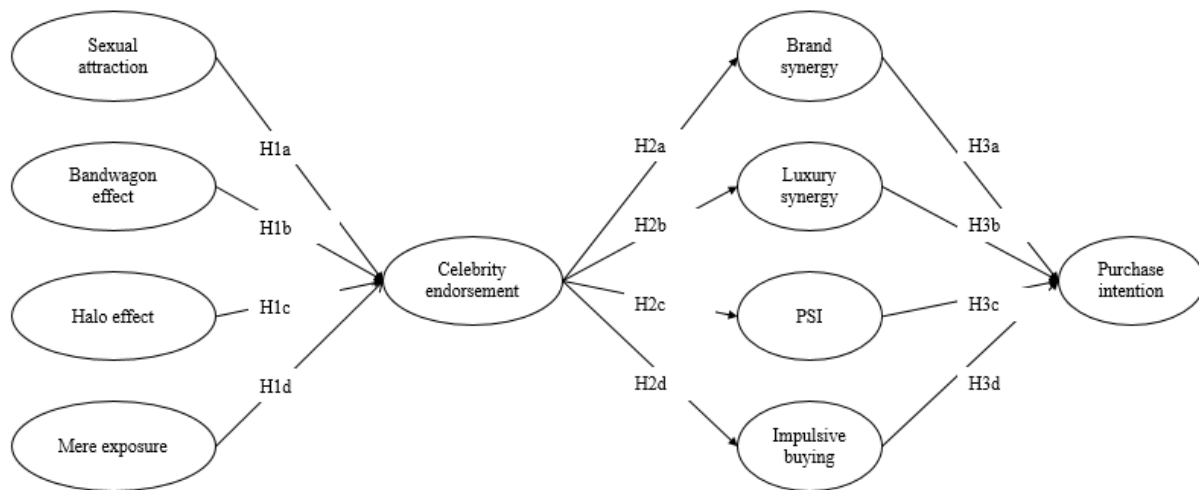 Sexual
attraction
Bandwagon
effect
Halo effect
Mere exposure
H1a
H1b
H1c
H1d
Celebrity
endorsement
H2a
H2b
H2c
H2d
Brand
synergy
Luxury
synergy
PSI
Impulsive
buying
H3a
H3b
H3c
H3d
Purchase
intention